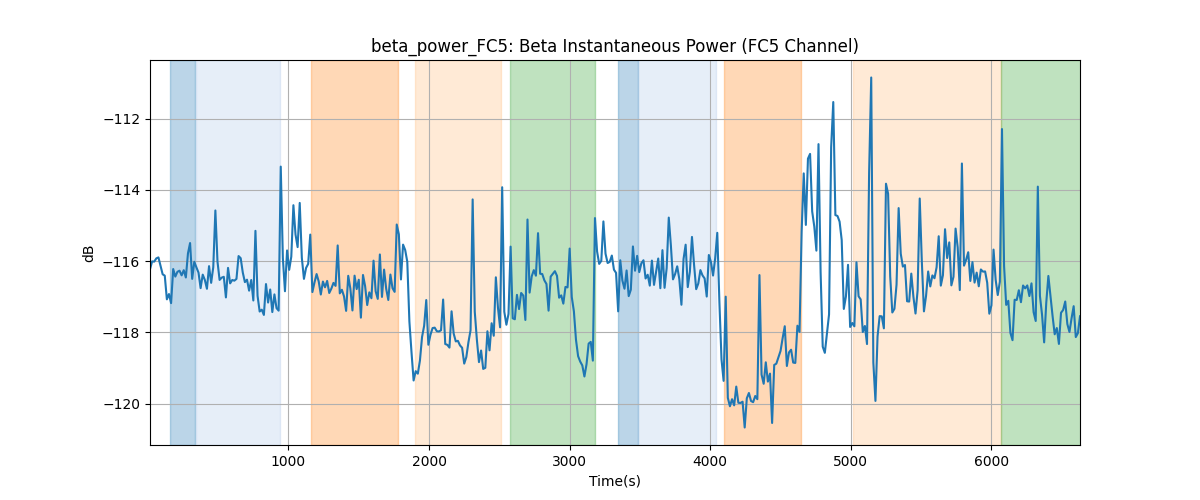 beta_power_FC5: Beta Instantaneous Power (FC5 Channel)
−112
−114
−116
−118
−120
dB
1000 2000 3000 4000 5000 6000
Time(s)